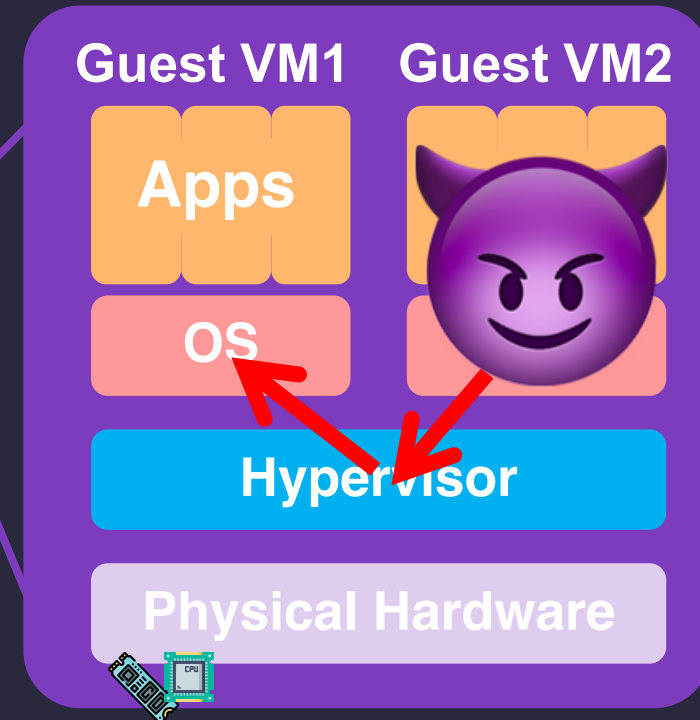 Guest VM1 Guest VM2
Apps
OS
Hypervisor
Physical Hardware
CPU